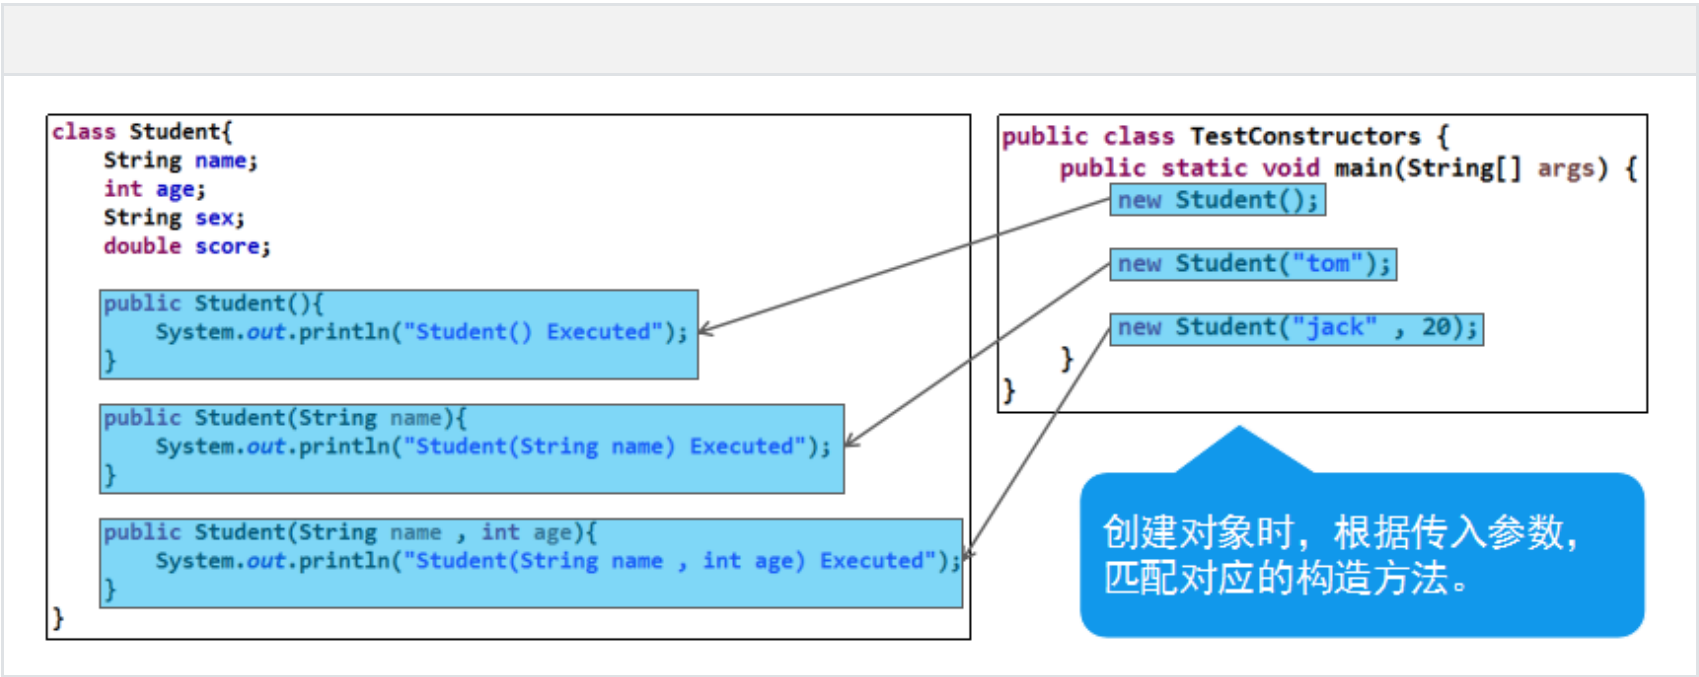 class Student{
String name;
int age;
String sex;
double score;
public Student(){
System.out.println("Student() Executed");
}
public Student(String name){
System.out.println("Student(String name) Executed");
}
public Student(String name , int age){
System.out.println("Student(String name , int age) Executed");
}
}
public class TestConstructors {
public static void main(String[] args) {
new Student();
new Student("tom");
new Student("jack" , 20);
}
}
创建对象时，根据传入参数，
匹配对应的构造方法。